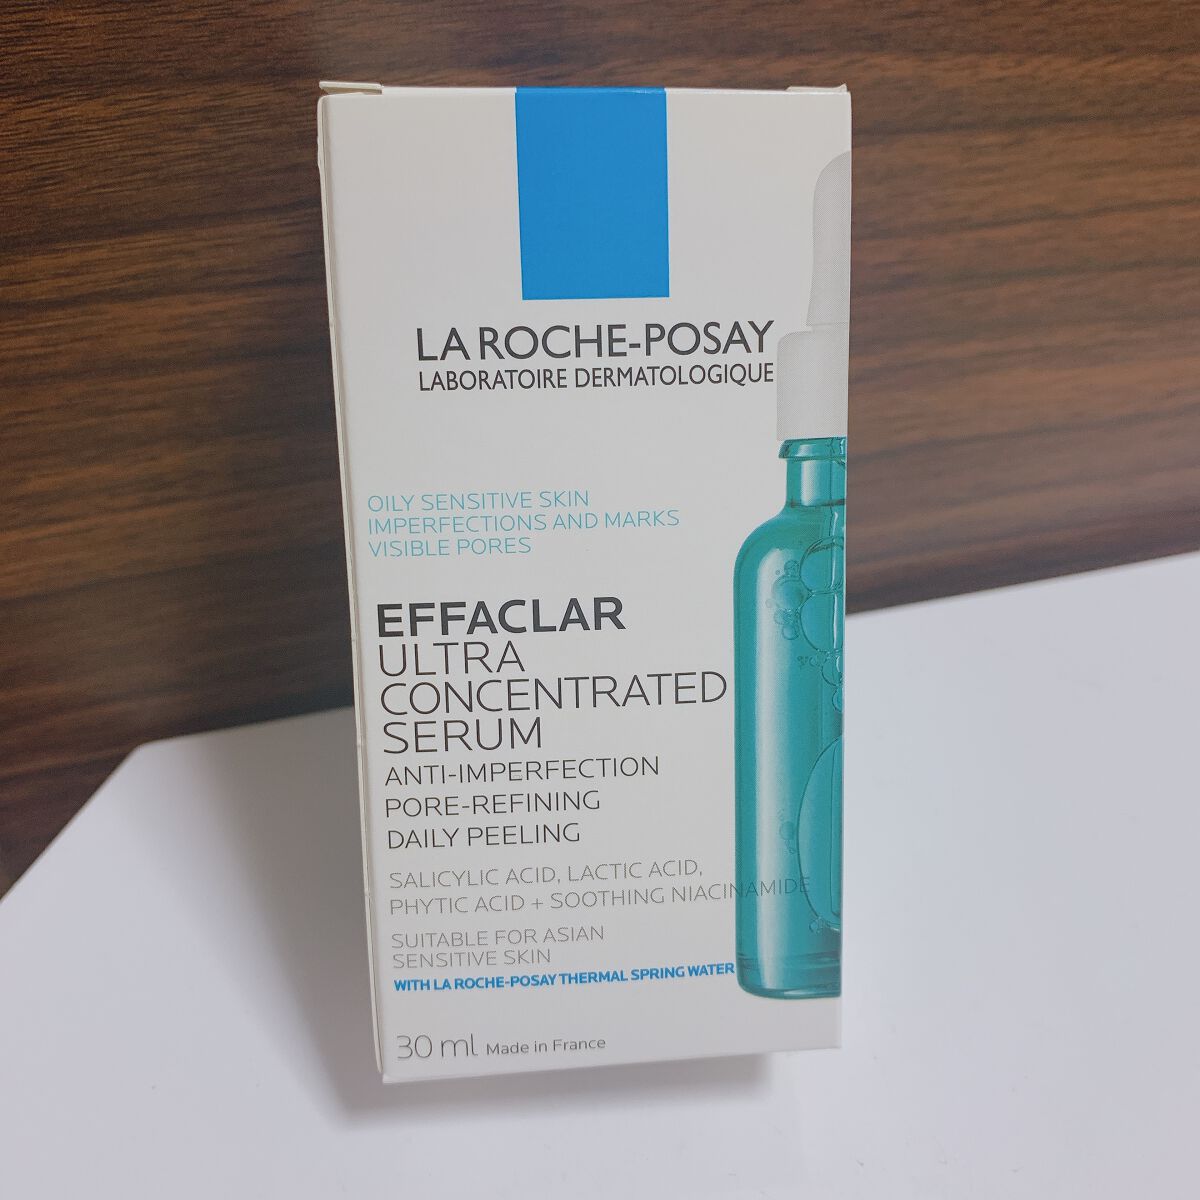 LA ROCHE-POSAY
LABORATOIRE DERMATOLOGIQUE
OILY SENSITIVE SKIN
IMPERFECTIONS AND MARKS
VISIBLE PORES
EFFACLAR
ULTRA
CONCENTRATED
SERUM
ANTI-IMPERFECTION
PORE-REFINING
DAILY PEELING
SALICYLIC ACID, LACTIC ACID,
PHYTIC ACID + SOOTHING NIACINAMIDE
SUITABLE FOR ASIAN
SENSITIVE SKIN
WITH LA ROCHE-POSAY THERMAL SPRING WATER
30 ml Made in France